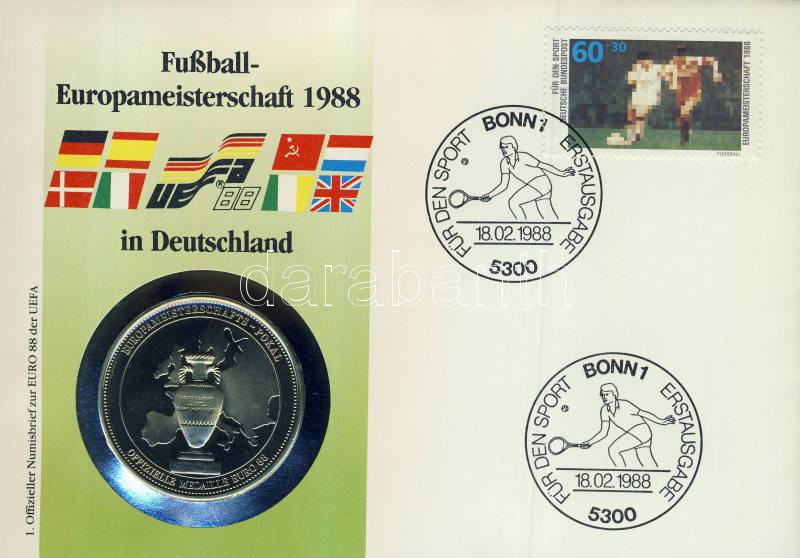 Fußball-
Europameisterschaft 1988
UEFA
®'88
in Deutschland
1. Offizieller Numisbrief zur EURO 88 der UEFA
EUROPAMEISTERSCHAFTS - POKAL
OFFIZIELLE MEDAILLE EURO 88
60+30
FÜR DEN SPORT
DEUTSCHE BUNDESPOST
EUROPAMEISTERSCHAFT 1988
FUSSBALL
FÜR DEN SPORT BONN 1 ERSTAUSGABE
18.02.1988
5300
FÜR DEN SPORT BONN 1 ERSTAUSGABE
18.02.1988
5300
darabanth